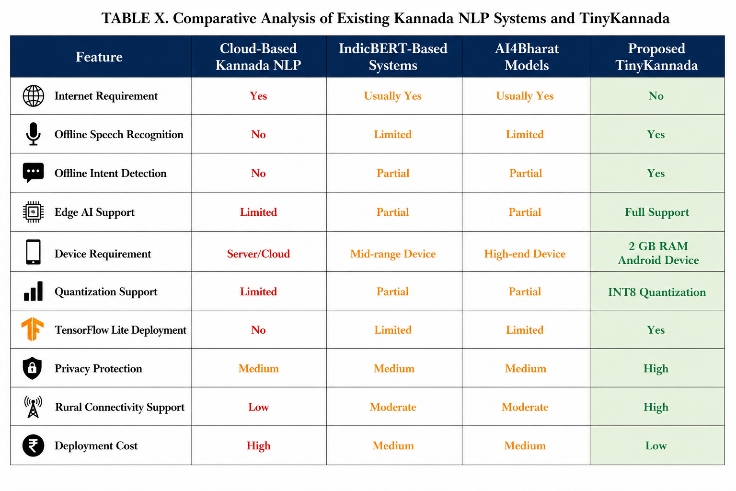 TABLE X. Comparative Analysis of Existing Kannada NLP Systems and TinyKannada
Feature
Cloud-Based
Kannada NLP
IndicBERT-Based
Systems
AI4Bharat
Models
Proposed
TinyKannada
Internet Requirement Yes Usually Yes Usually Yes No
Offline Speech Recognition No Limited Limited Yes
Offline Intent Detection No Partial Partial Yes
Edge AI Support Limited Partial Partial Full Support
Device Requirement Server/Cloud Mid-range Device High-end Device 2 GB RAM
Android Device
Quantization Support Limited Partial Partial INT8 Quantization
TensorFlow Lite Deployment No Limited Limited Yes
Privacy Protection Medium Medium Medium High
Rural Connectivity Support Low Moderate Moderate High
₹ Deployment Cost High Medium Medium Low